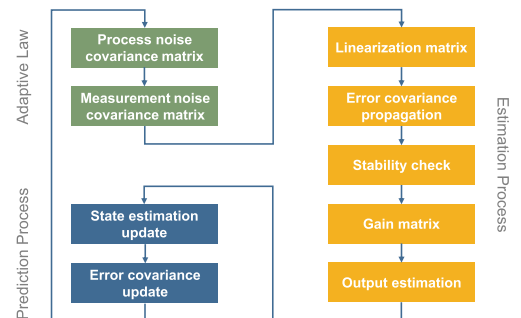 Adaptive Law
Process noise
covariance matrix
Measurement noise
covariance matrix
Prediction Process
State estimation
update
Error covariance
update
Linearization matrix
Error covariance
propagation
Stability check
Gain matrix
Output estimation
Estimation Process